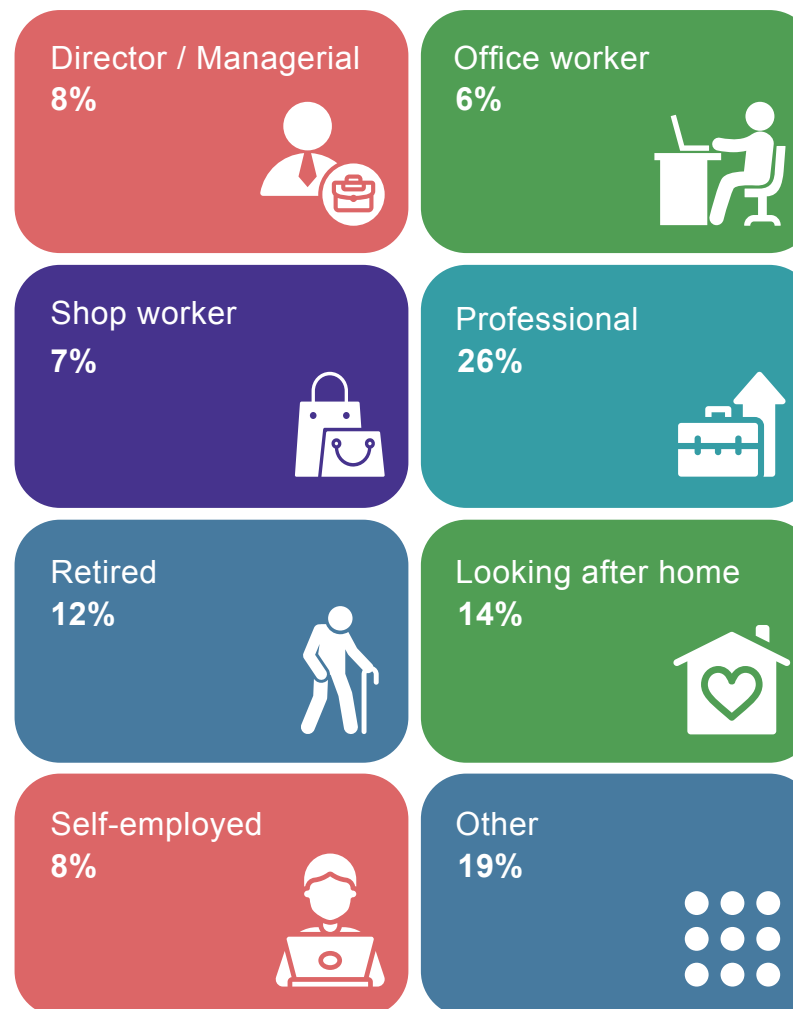 Director / Managerial
8%
Office worker
6%
Shop worker
7%
Professional
26%
Retired
12%
Looking after home
14%
Self-employed
8%
Other
19%